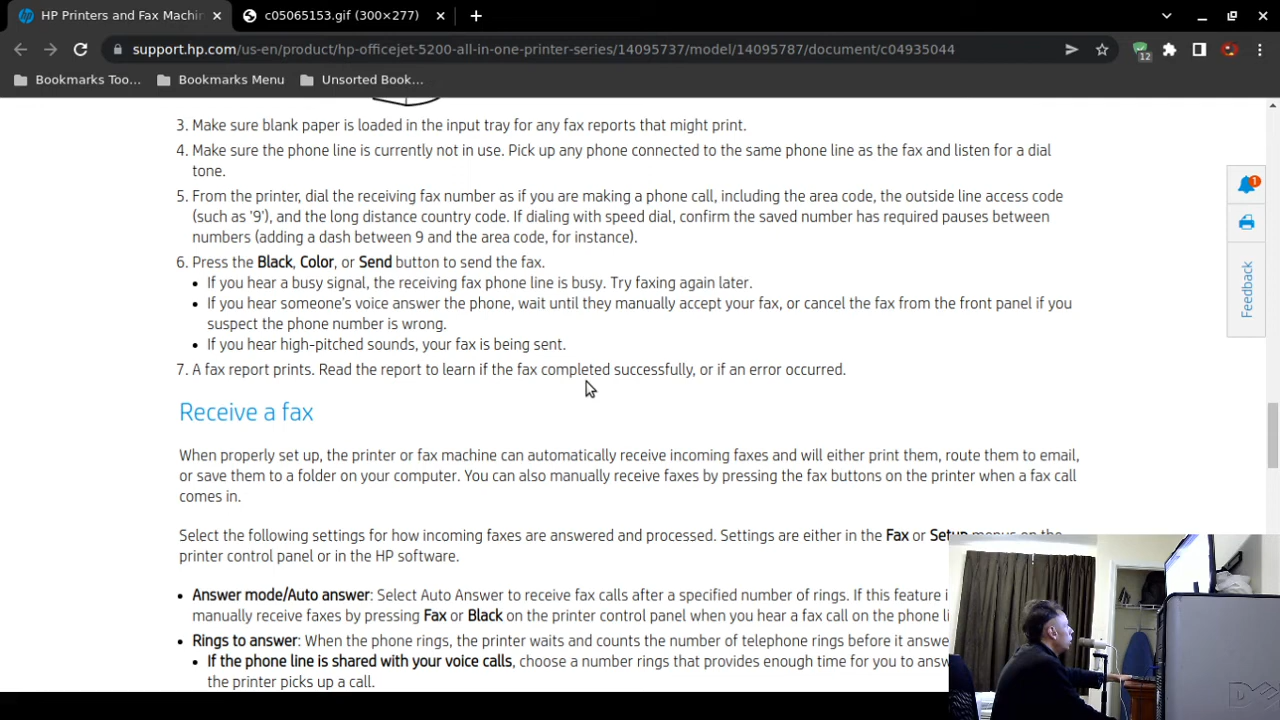 HP Printers and Fax Machin
c05065153.gif (300×277)
support.hp.com/us-en/product/hp-officejet-5200-all-in-one-printer-series/14095737/model/14095787/document/c04935044
12
Bookmarks Too...
Bookmarks Menu
Unsorted Book...
3. Make sure blank paper is loaded in the input tray for any fax reports that might print.
4. Make sure the phone line is currently not in use. Pick up any phone connected to the same phone line as the fax and listen for a dial
tone.
5. From the printer, dial the receiving fax number as if you are making a phone call, including the area code, the outside line access code
(such as '9'), and the long distance country code. If dialing with speed dial, confirm the saved number has required pauses between
numbers (adding a dash between 9 and the area code, for instance).
6. Press the Black, Color, or Send button to send the fax.
• If you hear a busy signal, the receiving fax phone line is busy. Try faxing again later.
• If you hear someone's voice answer the phone, wait until they manually accept your fax, or cancel the fax from the front panel if you
suspect the phone number is wrong.
• If you hear high-pitched sounds, your fax is being sent.
7. A fax report prints. Read the report to learn if the fax completed successfully, or if an error occurred.
Receive a fax
When properly set up, the printer or fax machine can automatically receive incoming faxes and will either print them, route them to email,
or save them to a folder on your computer. You can also manually receive faxes by pressing the fax buttons on the printer when a fax call
comes in.
Select the following settings for how incoming faxes are answered and processed. Settings are either in the Fax or Setup menus on the
printer control panel or in the HP software.
• Answer mode/Auto answer: Select Auto Answer to receive fax calls after a specified number of rings. If this feature i
manually receive faxes by pressing Fax or Black on the printer control panel when you hear a fax call on the phone li
• Rings to answer: When the phone rings, the printer waits and counts the number of telephone rings before it answe
• If the phone line is shared with your voice calls, choose a number rings that provides enough time for you to answ
the printer picks up a call.
1
Feedback
DELL